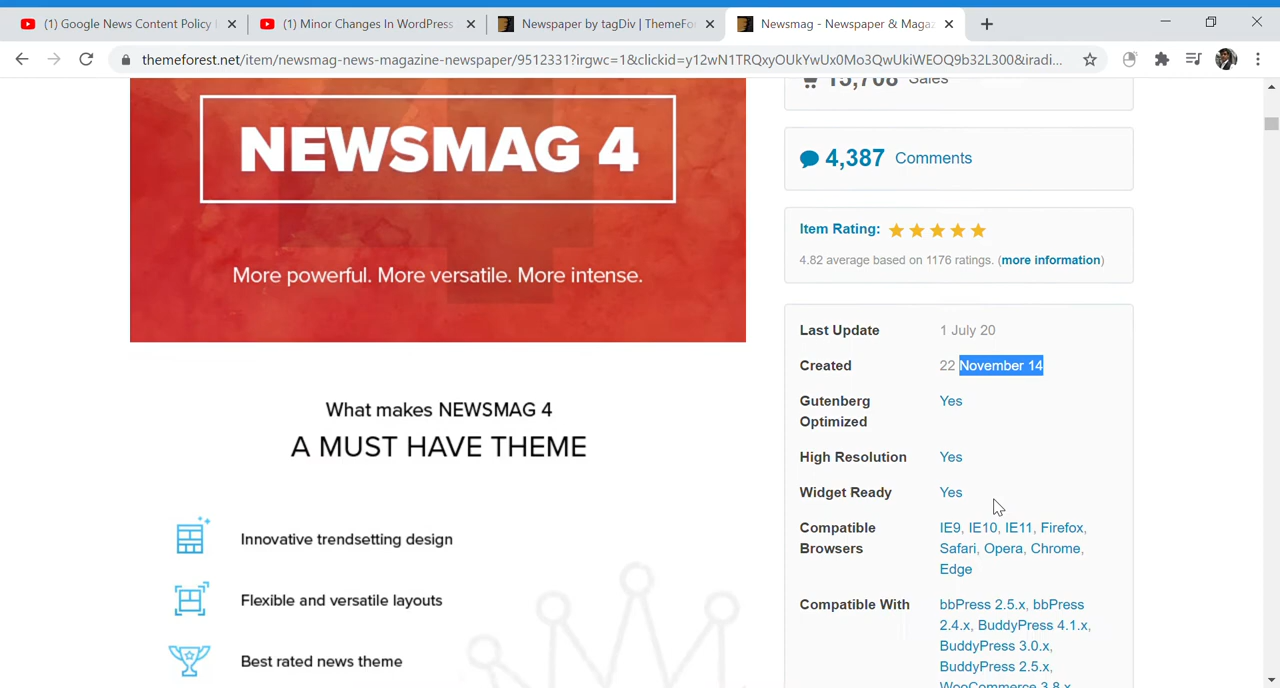 (1) Google News Content Policy
(1) Minor Changes In WordPress
Newspaper by tagDiv | ThemeFo
Newsmag - Newspaper & Magaz
themeforest.net/item/newsmag-news-magazine-newspaper/9512331?irgwc=1&clickid=y12wN1TRQxyOUkYwUx0Mo3QwUkiWEOQ9b32L300&iradi...
15,708 Sales
NEWSMAG 4
More powerful. More versatile. More intense.
4,387 Comments
Item Rating:
4.82 average based on 1176 ratings. (more information)
Last Update 1 July 20
Created 22 November 14
Gutenberg Optimized Yes
High Resolution Yes
Widget Ready Yes
Compatible Browsers IE9, IE10, IE11, Firefox,
Safari, Opera, Chrome,
Edge
Compatible With bbPress 2.5.x, bbPress
2.4.x, BuddyPress 4.1.x,
BuddyPress 3.0.x,
BuddyPress 2.5.x,
WooCommerce 3.8.x
What makes NEWSMAG 4
A MUST HAVE THEME
Innovative trendsetting design
Flexible and versatile layouts
Best rated news theme